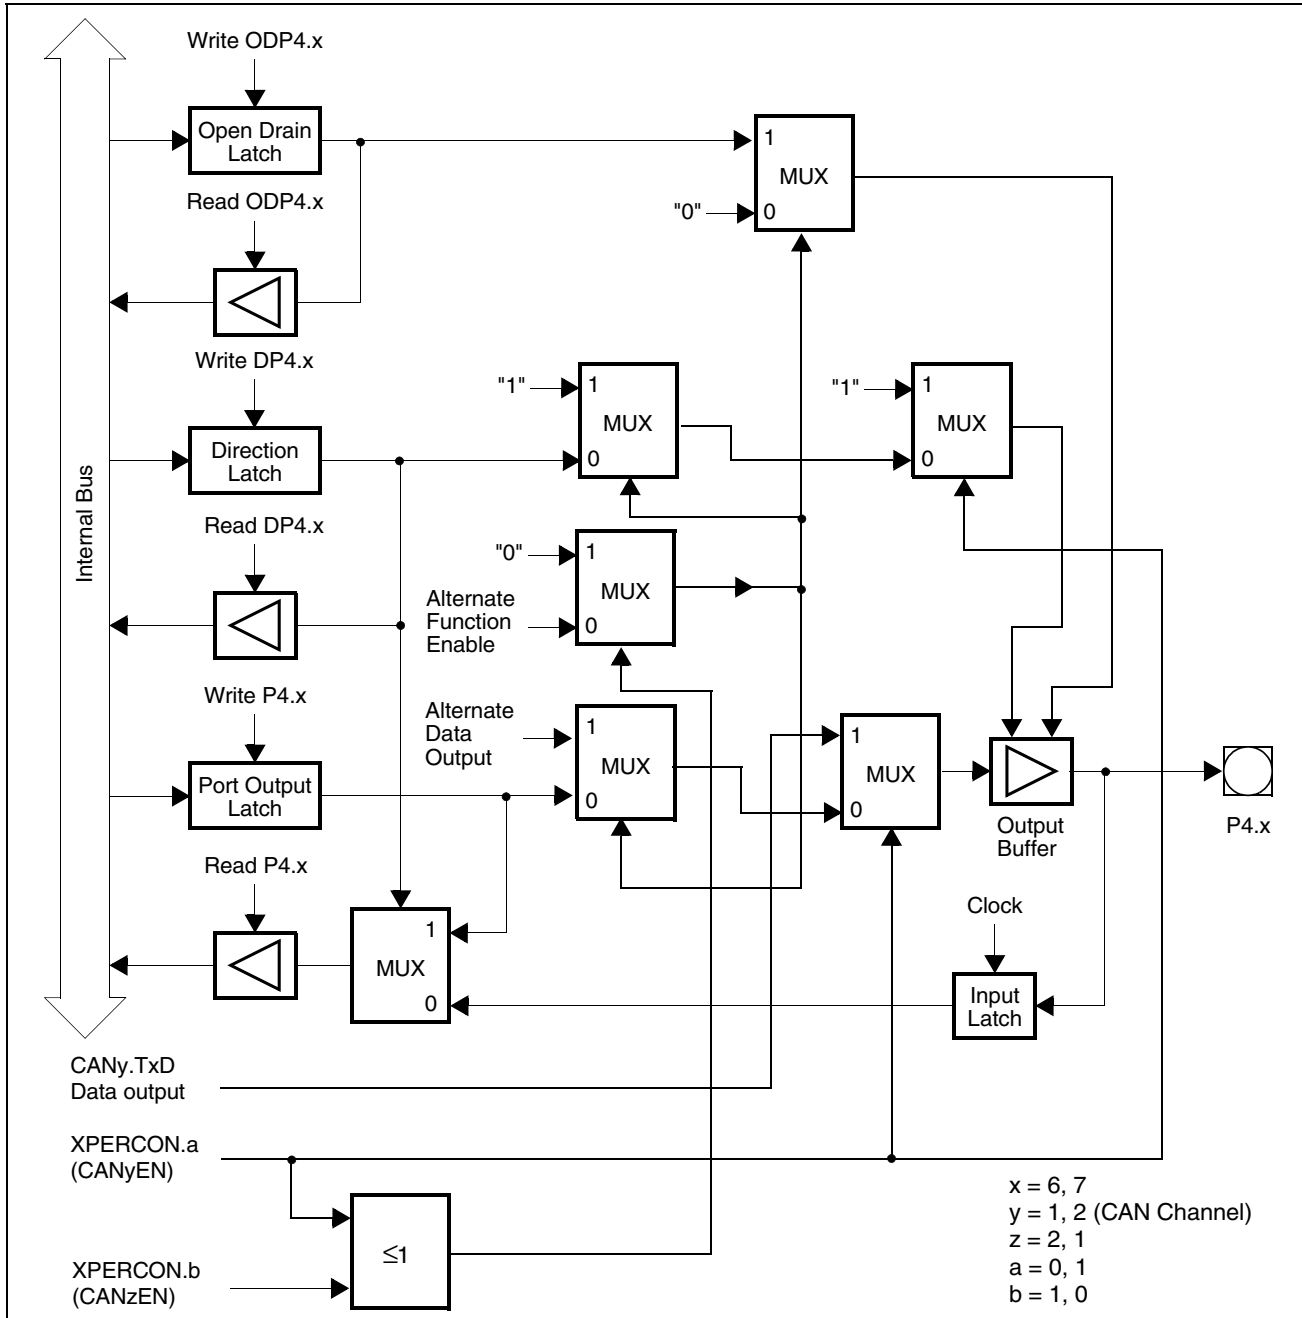 Write ODP4.x
Open Drain
Latch
1
MUX
"0"
0
Read ODP4.x
Write DP4.x
"1"
1
MUX
0
"1"
1
MUX
0
Direction
Latch
Internal Bus
Read DP4.x
"0"
1
MUX
0
Alternate
Function
Enable
Write P4.x
Alternate
Data
Output
1
MUX
0
1
MUX
0
Port Output
Latch
Output
Buffer
P4.x
Read P4.x
1
MUX
0
Clock
Input
Latch
CANy.TxD
Data output
XPERCON.a
(CANyEN)
≤1
XPERCON.b
(CANzEN)
x = 6, 7
y = 1, 2 (CAN Channel)
z = 2, 1
a = 0, 1
b = 1, 0